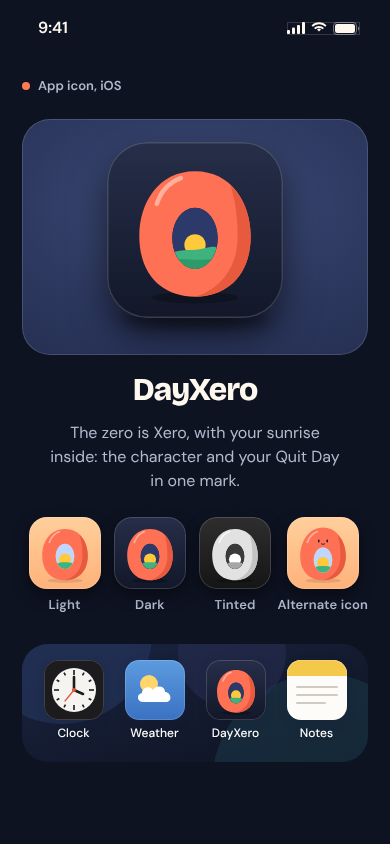 9:41
App icon, iOS
DayXero
The zero is Xero, with your sunrise
inside: the character and your Quit Day
in one mark.
Light
Dark
Tinted
Alternate icon
Clock
Weather
DayXero
Notes